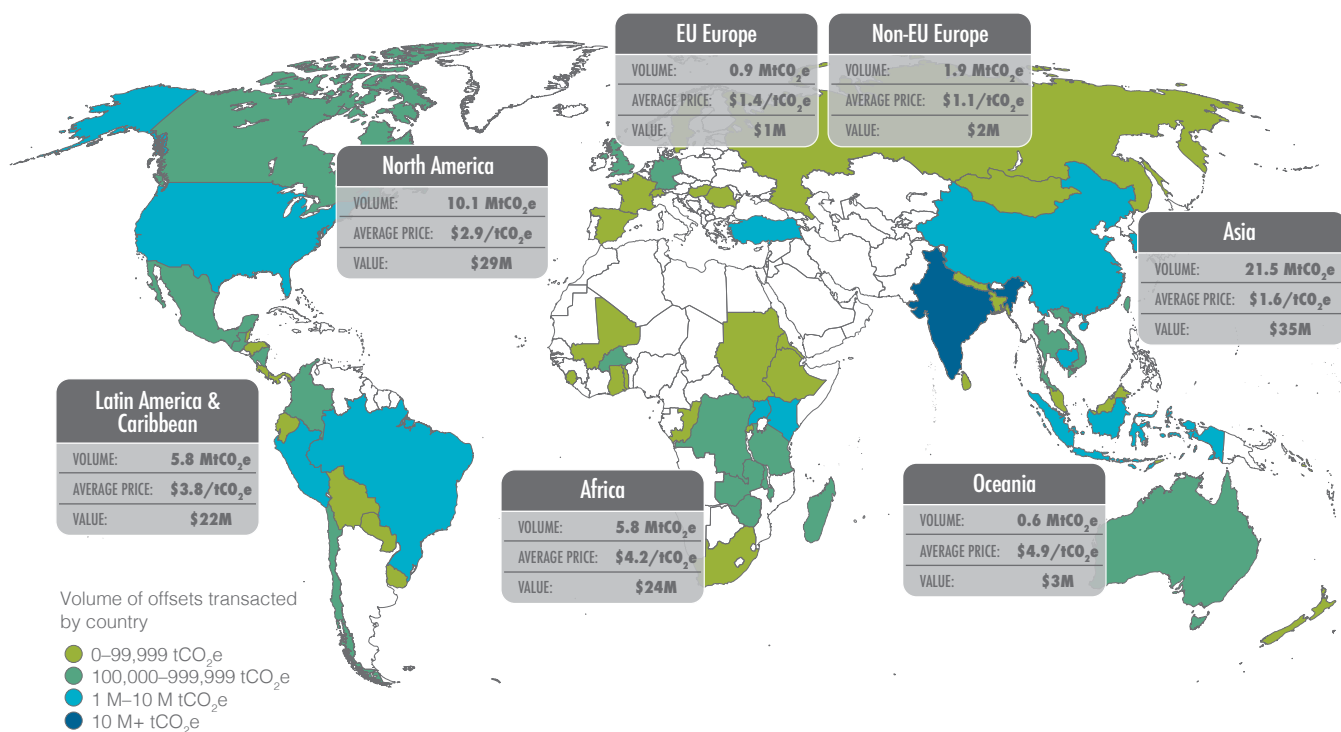 EU Europe
VOLUME: 0.9 MtCO₂e
AVERAGE PRICE: $1.4/tCO₂e
VALUE: $1M
Non-EU Europe
VOLUME: 1.9 MtCO₂e
AVERAGE PRICE: $1.1/tCO₂e
VALUE: $2M
North America
VOLUME: 10.1 MtCO₂e
AVERAGE PRICE: $2.9/tCO₂e
VALUE: $29M
Asia
VOLUME: 21.5 MtCO₂e
AVERAGE PRICE: $1.6/tCO₂e
VALUE: $35M
Latin America &
Caribbean
VOLUME: 5.8 MtCO₂e
AVERAGE PRICE: $3.8/tCO₂e
VALUE: $22M
Africa
VOLUME: 5.8 MtCO₂e
AVERAGE PRICE: $4.2/tCO₂e
VALUE: $24M
Oceania
VOLUME: 0.6 MtCO₂e
AVERAGE PRICE: $4.9/tCO₂e
VALUE: $3M
Volume of offsets transacted
by country
0–99,999 tCO₂e
100,000–999,999 tCO₂e
1 M–10 M tCO₂e
10 M+ tCO₂e